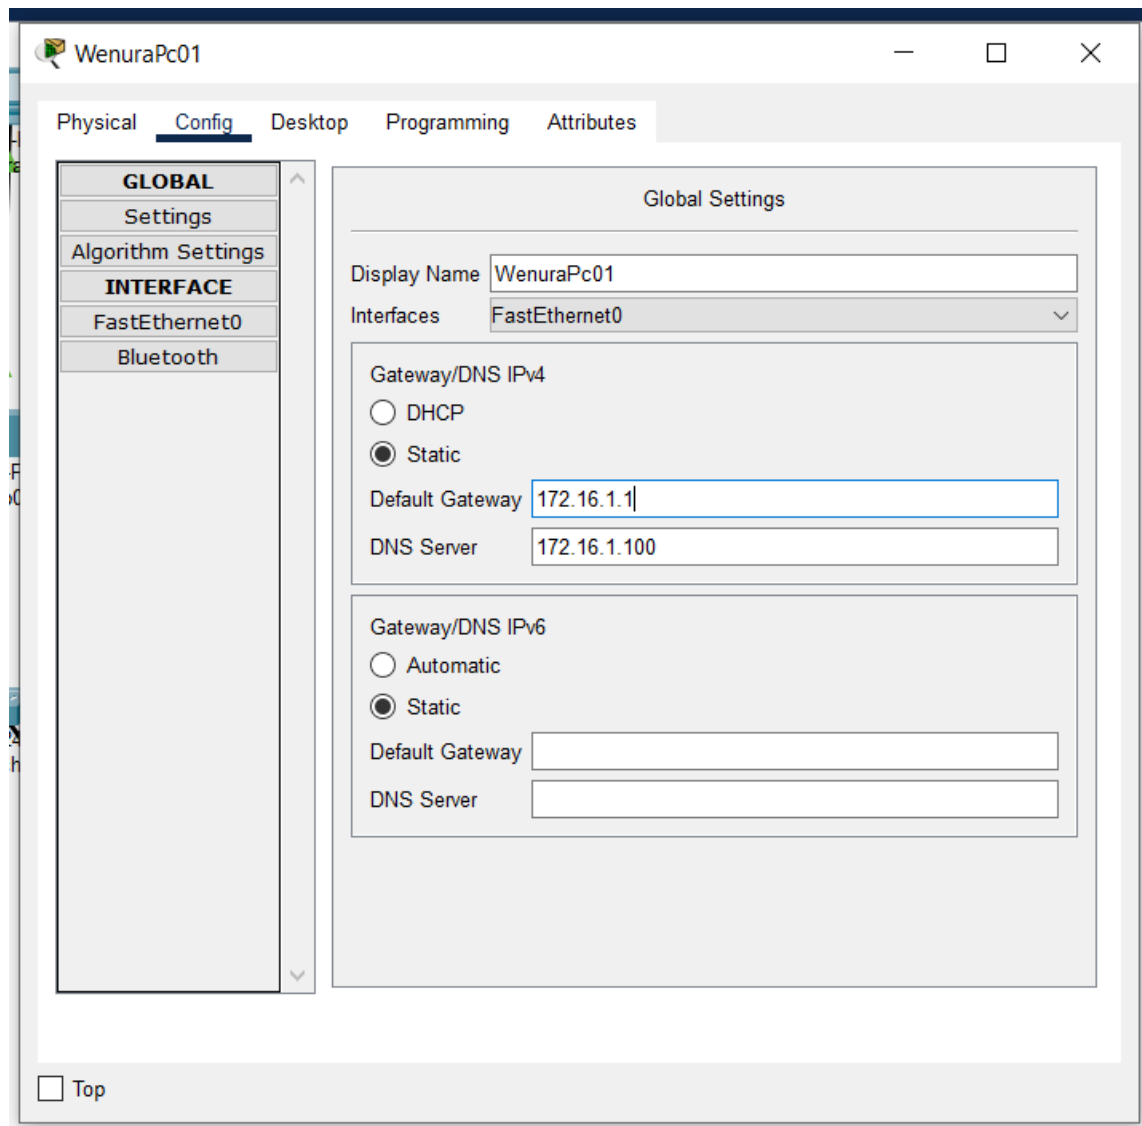 WenuraPc01
Physical Config Desktop Programming Attributes
GLOBAL
Settings
Algorithm Settings
INTERFACE
FastEthernet0
Bluetooth
Global Settings
Display Name WenuraPc01
Interfaces FastEthernet0
Gateway/DNS IPv4
DHCP
Static
Default Gateway 172.16.1.1
DNS Server 172.16.1.100
Gateway/DNS IPv6
Automatic
Static
Default Gateway
DNS Server
Top